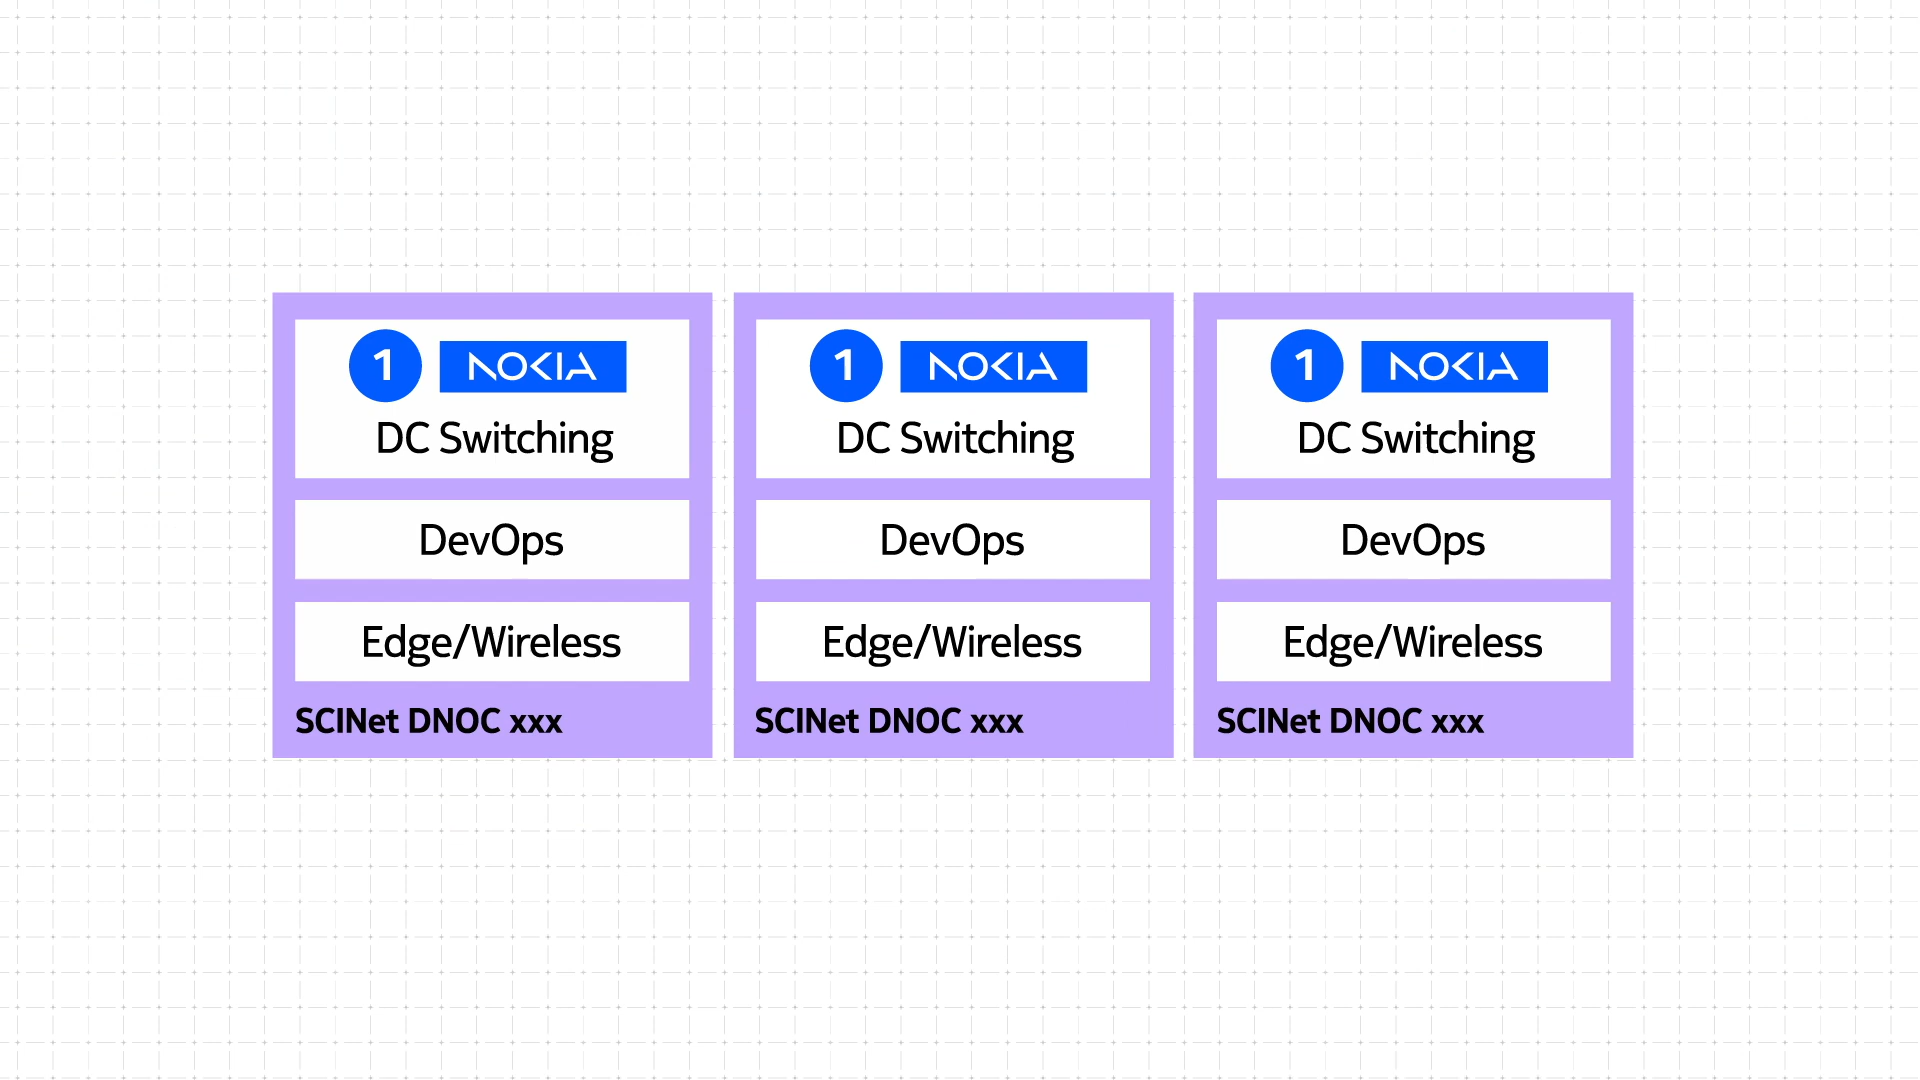 1 NOKIA
DC Switching
DevOps
Edge/Wireless
SCINet DNOC xxx
1 NOKIA
DC Switching
DevOps
Edge/Wireless
SCINet DNOC xxx
1 NOKIA
DC Switching
DevOps
Edge/Wireless
SCINet DNOC xxx